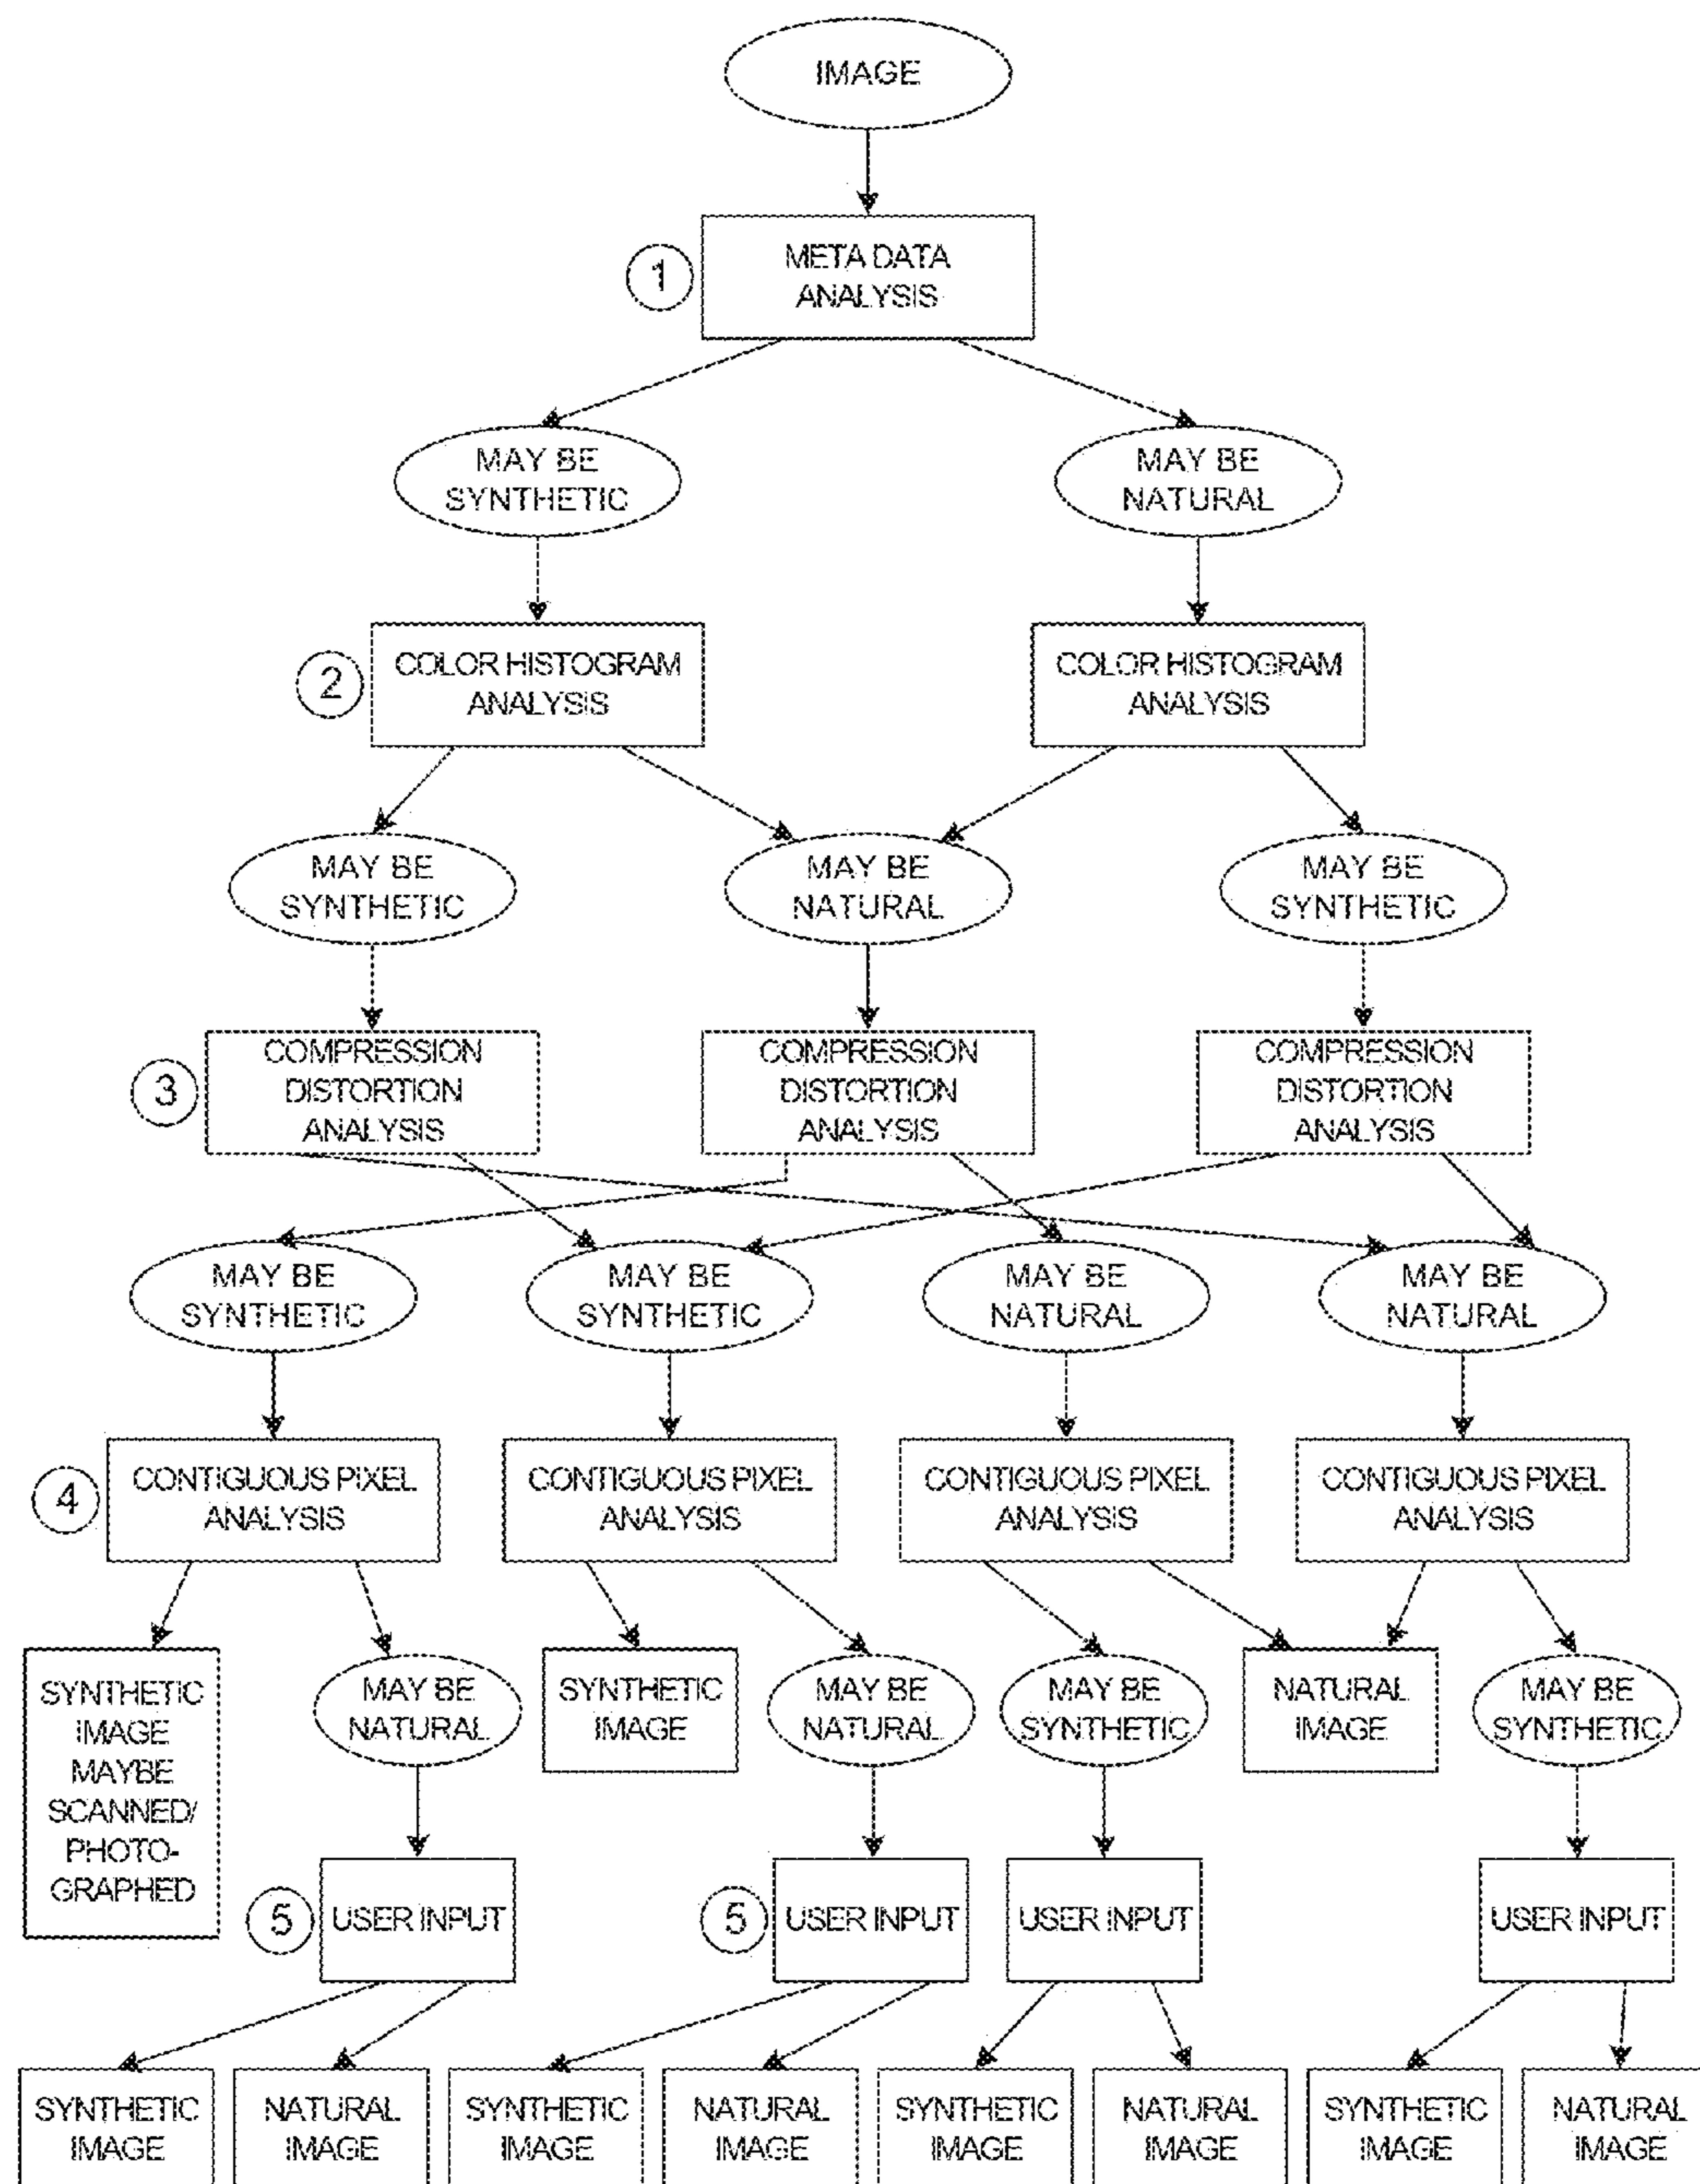 IMAGE
1
META DATA
ANALYSIS
MAY BE
SYNTHETIC
MAY BE
NATURAL
2
COLOR HISTOGRAM
ANALYSIS
COLOR HISTOGRAM
ANALYSIS
MAY BE
SYNTHETIC
MAY BE
NATURAL
MAY BE
SYNTHETIC
3
COMPRESSION
DISTORTION
ANALYSIS
COMPRESSION
DISTORTION
ANALYSIS
COMPRESSION
DISTORTION
ANALYSIS
MAY BE
SYNTHETIC
MAY BE
SYNTHETIC
MAY BE
NATURAL
MAY BE
NATURAL
4
CONTIGUOUS PIXEL
ANALYSIS
CONTIGUOUS PIXEL
ANALYSIS
CONTIGUOUS PIXEL
ANALYSIS
CONTIGUOUS PIXEL
ANALYSIS
SYNTHETIC
IMAGE
MAYBE
SCANNED/
PHOTO-
GRAPHED
MAY BE
NATURAL
SYNTHETIC
IMAGE
MAY BE
NATURAL
MAY BE
SYNTHETIC
NATURAL
IMAGE
MAY BE
SYNTHETIC
5
USER INPUT
5
USER INPUT
USER INPUT
USER INPUT
SYNTHETIC
IMAGE
NATURAL
IMAGE
SYNTHETIC
IMAGE
NATURAL
IMAGE
SYNTHETIC
IMAGE
NATURAL
IMAGE
SYNTHETIC
IMAGE
NATURAL
IMAGE